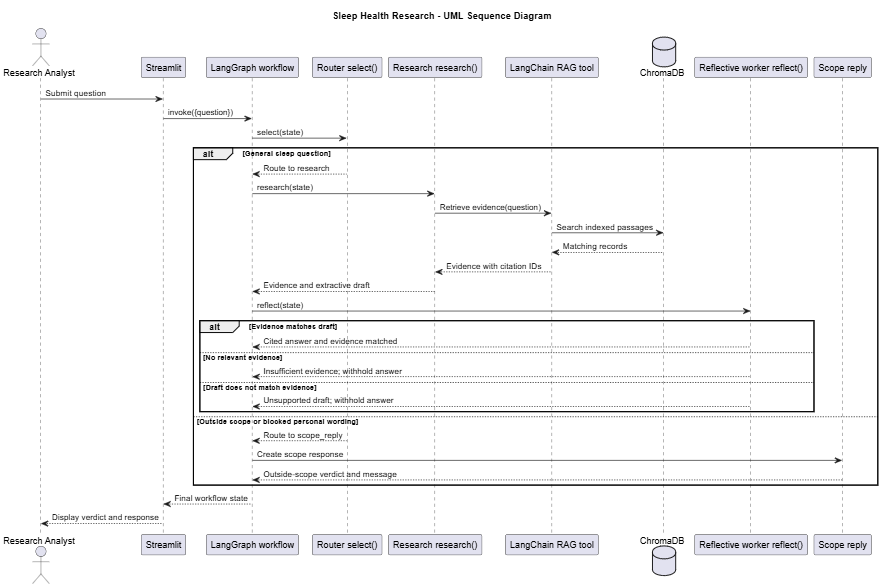 Sleep Health Research - UML Sequence Diagram
Research Analyst
Streamlit
LangGraph workflow
Router select()
Research research()
LangChain RAG tool
ChromaDB
Reflective worker reflect()
Scope reply
Submit question
invoke({question})
select(state)
alt
[General sleep question]
Route to research
research(state)
Retrieve evidence(question)
Search indexed passages
Matching records
Evidence with citation IDs
Evidence and extractive draft
reflect(state)
alt
[Evidence matches draft]
Cited answer and evidence matched
[No relevant evidence]
Insufficient evidence; withhold answer
[Draft does not match evidence]
Unsupported draft; withhold answer
[Outside scope or blocked personal wording]
Route to scope_reply
Create scope response
Outside-scope verdict and message
Final workflow state
Display verdict and response
Research Analyst
Streamlit
LangGraph workflow
Router select()
Research research()
LangChain RAG tool
ChromaDB
Reflective worker reflect()
Scope reply